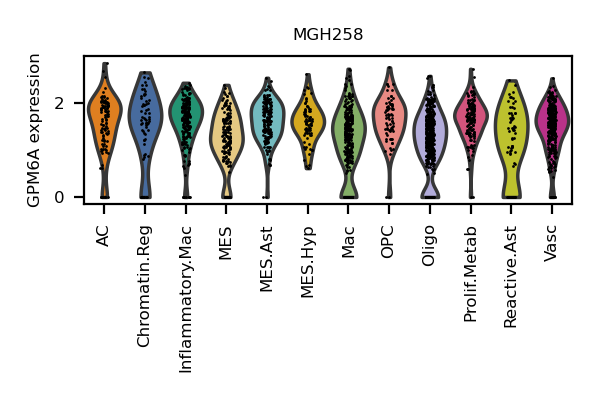 MGH258
GPM6A expression
2
0
AC
Chromatin.Reg
Inflammatory.Mac
MES
MES.Ast
MES.Hyp
Mac
OPC
Oligo
Prolif.Metab
Reactive.Ast
Vasc